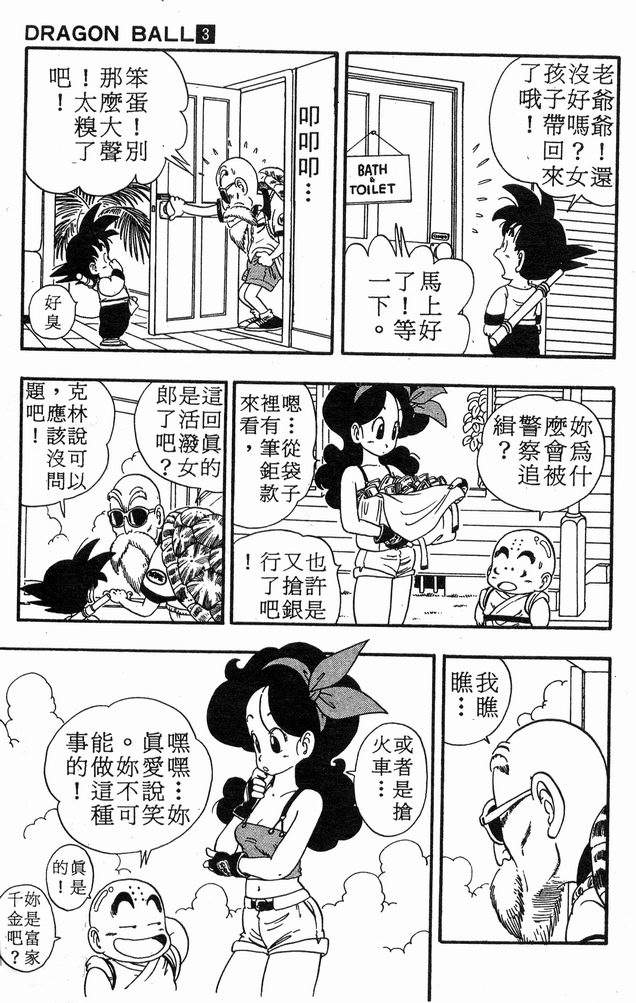 DRAGON BALL 3
老爺爺！還
沒好嗎？女
孩子帶回來
了哦！
BATH
&
TOILET
馬上好
了！等
一下。
叩叩叩…
笨蛋！別
那麼大聲
！太糗了
吧！
好臭
妳為什
麼會被
警察追
緝？
嗯…從袋子
裡有筆鉅款
來看，
也許是
又搶銀
行了吧
！
這回真的
是活潑女
郎了吧？
克林說可以
，應該沒問
題吧！
我瞧
瞧…
或者是搶
火車…
嘿嘿…妳
真愛說笑
。妳不可
能做這種
事的！
真是
的！
妳是富家
千金吧？